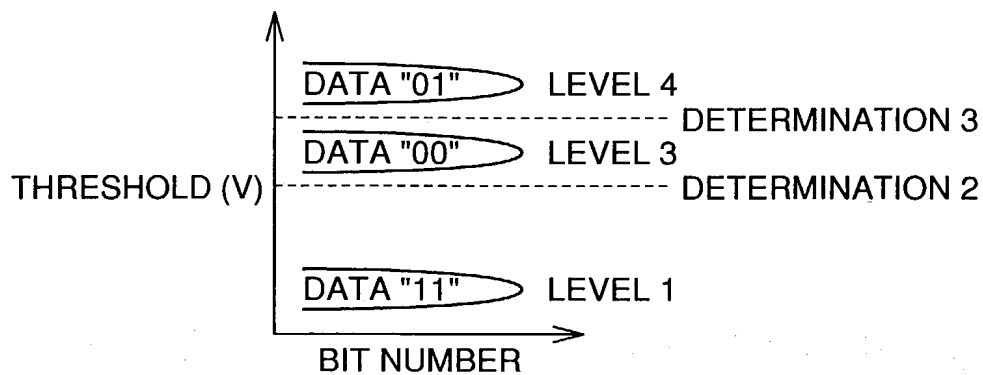 DATA "01" LEVEL 4
DETERMINATION 3
DATA "00" LEVEL 3
THRESHOLD (V)
DETERMINATION 2
DATA "11" LEVEL 1
BIT NUMBER